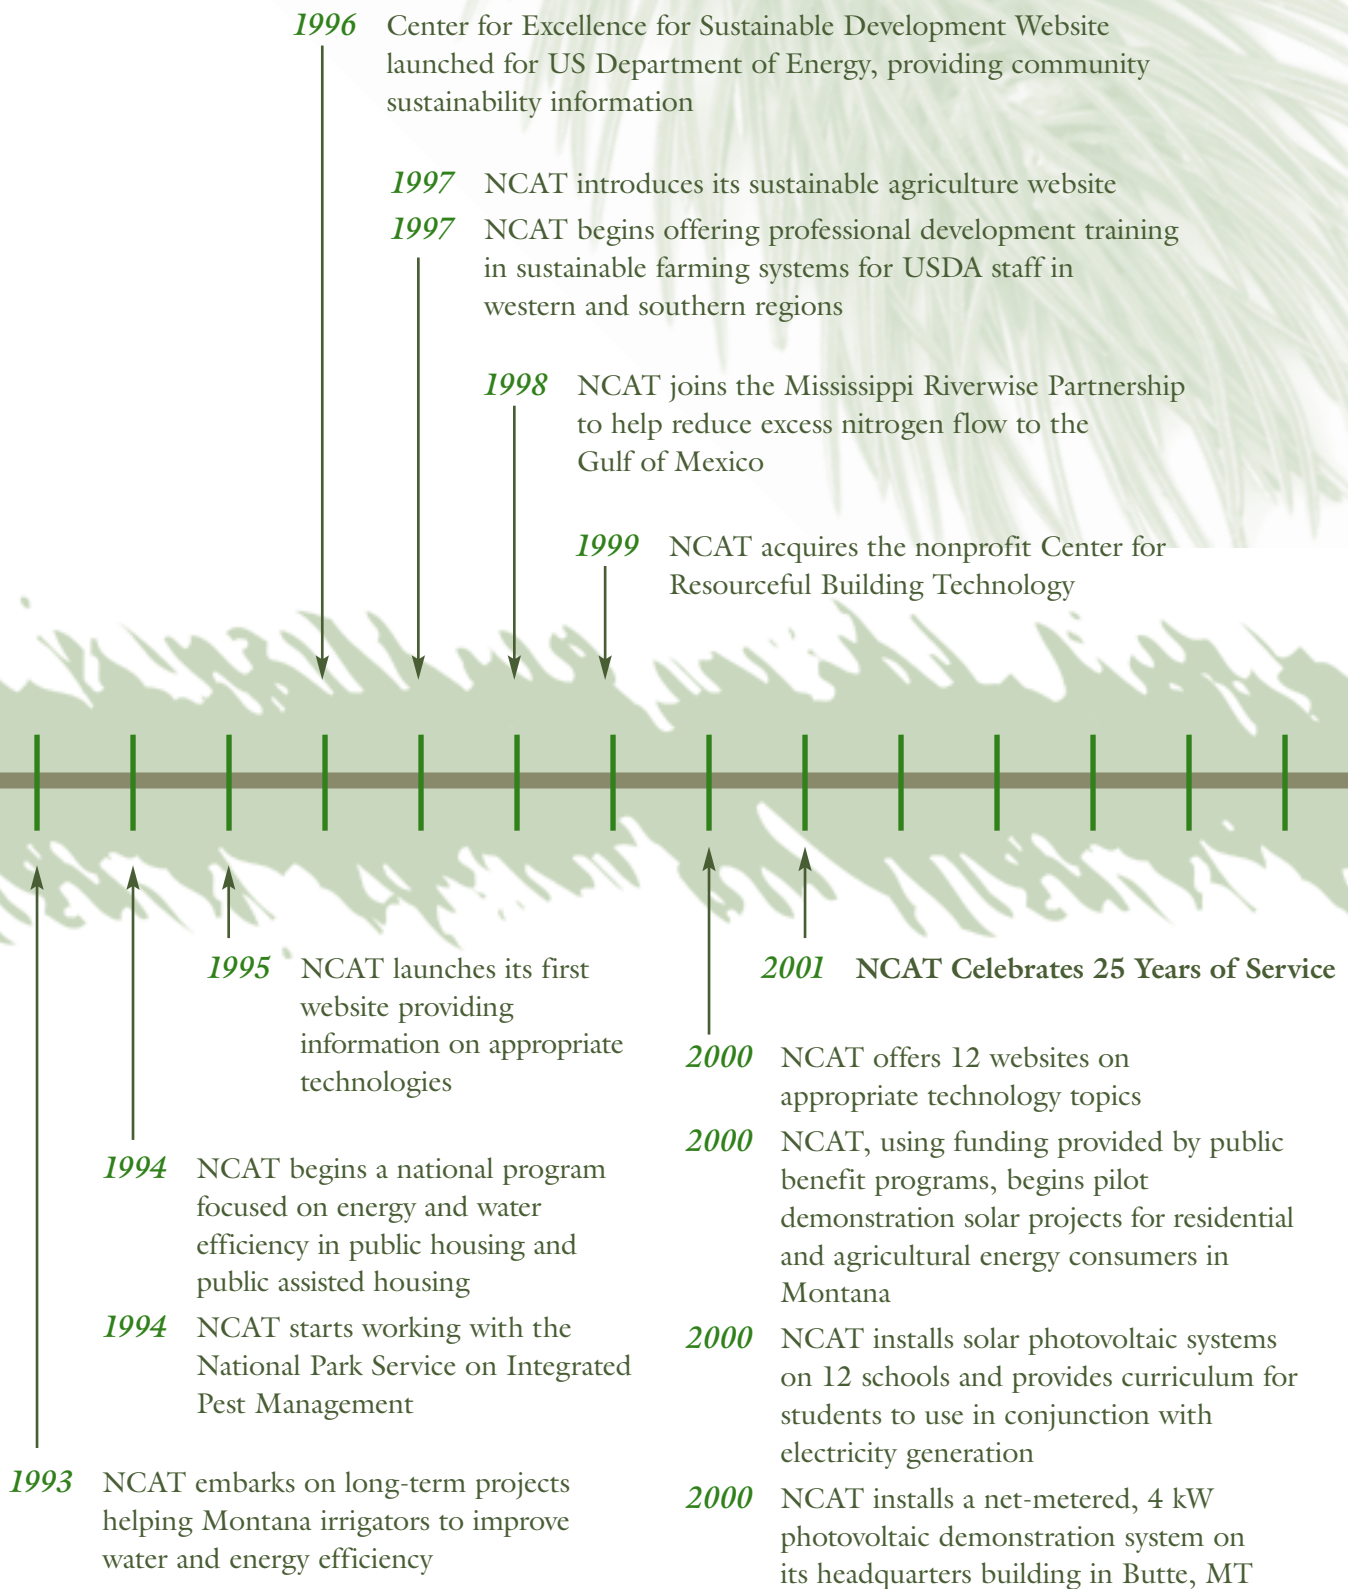 1996 Center for Excellence for Sustainable Development Website
launched for US Department of Energy, providing community
sustainability information
1997 NCAT introduces its sustainable agriculture website
1997 NCAT begins offering professional development training
in sustainable farming systems for USDA staff in
western and southern regions
1998 NCAT joins the Mississippi Riverwise Partnership
to help reduce excess nitrogen flow to the
Gulf of Mexico
1999 NCAT acquires the nonprofit Center for
Resourceful Building Technology
1995 NCAT launches its first
website providing
information on appropriate
technologies
1994 NCAT begins a national program
focused on energy and water
efficiency in public housing and
public assisted housing
1994 NCAT starts working with the
National Park Service on Integrated
Pest Management
1993 NCAT embarks on long-term projects
helping Montana irrigators to improve
water and energy efficiency
2001 NCAT Celebrates 25 Years of Service
2000 NCAT offers 12 websites on
appropriate technology topics
2000 NCAT, using funding provided by public
benefit programs, begins pilot
demonstration solar projects for residential
and agricultural energy consumers in
Montana
2000 NCAT installs solar photovoltaic systems
on 12 schools and provides curriculum for
students to use in conjunction with
electricity generation
2000 NCAT installs a net-metered, 4 kW
photovoltaic demonstration system on
its headquarters building in Butte, MT